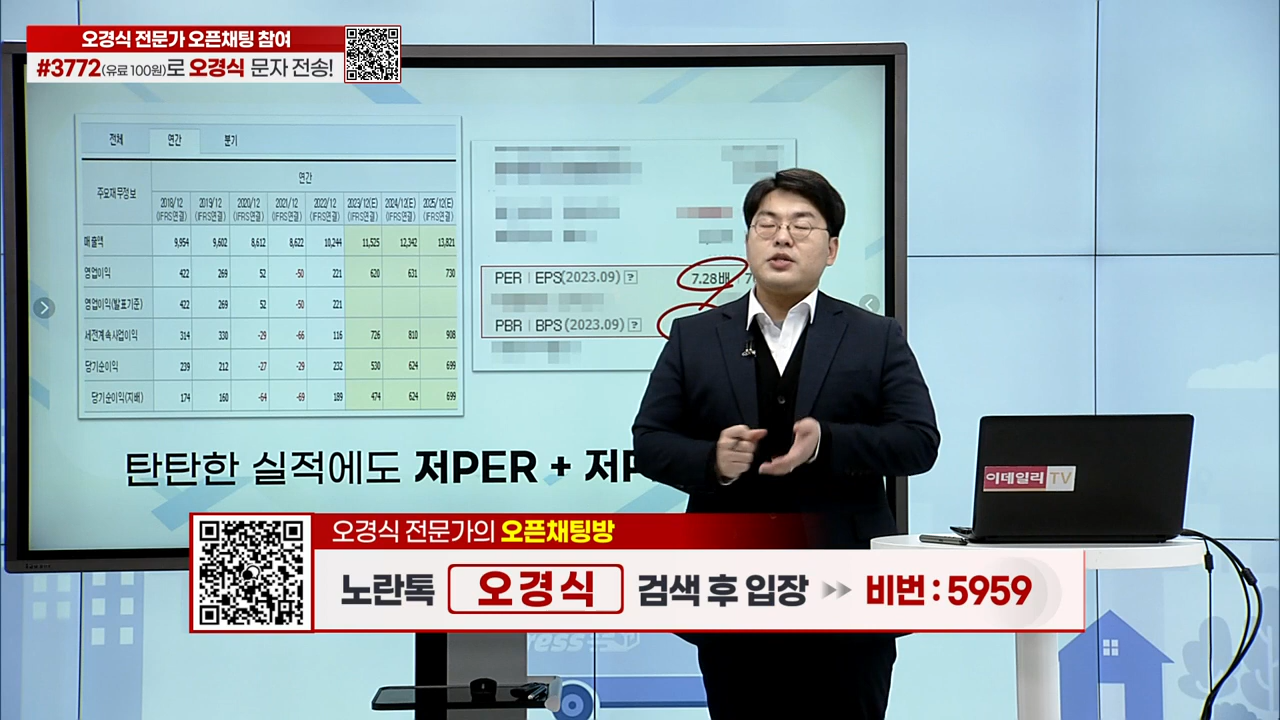 오경식 전문가 오픈채팅 참여
#3772(유료 100원)로 오경식 문자 전송!
전체 연간 분기
주요재무정보 연간
2018/12 2019/12 2020/12 2021/12 2022/12 2023/12(E) 2024/12(E) 2025/12(E)
(IFRS연결) (IFRS연결) (IFRS연결) (IFRS연결) (IFRS연결) (IFRS연결) (IFRS연결) (IFRS연결)
매출액 9,954 9,602 8,612 8,622 10,244 11,525 12,342 13,821
영업이익 422 269 52 -50 221 620 631 730
영업이익(발표기준) 422 269 52 -50 221
세전계속사업이익 314 330 -29 -66 116 726 810 908
당기순이익 239 212 -27 -29 232 530 624 699
당기순이익(지배) 174 160 -64 -69 189 474 624 699
PER | EPS(2023.09) ? 7.28배
PBR | BPS (2023.09) ?
탄탄한 실적에도 저PER + 저
이데일리 TV
오경식 전문가의 오픈채팅방
노란톡 오경식 검색 후 입장 비번 : 5959